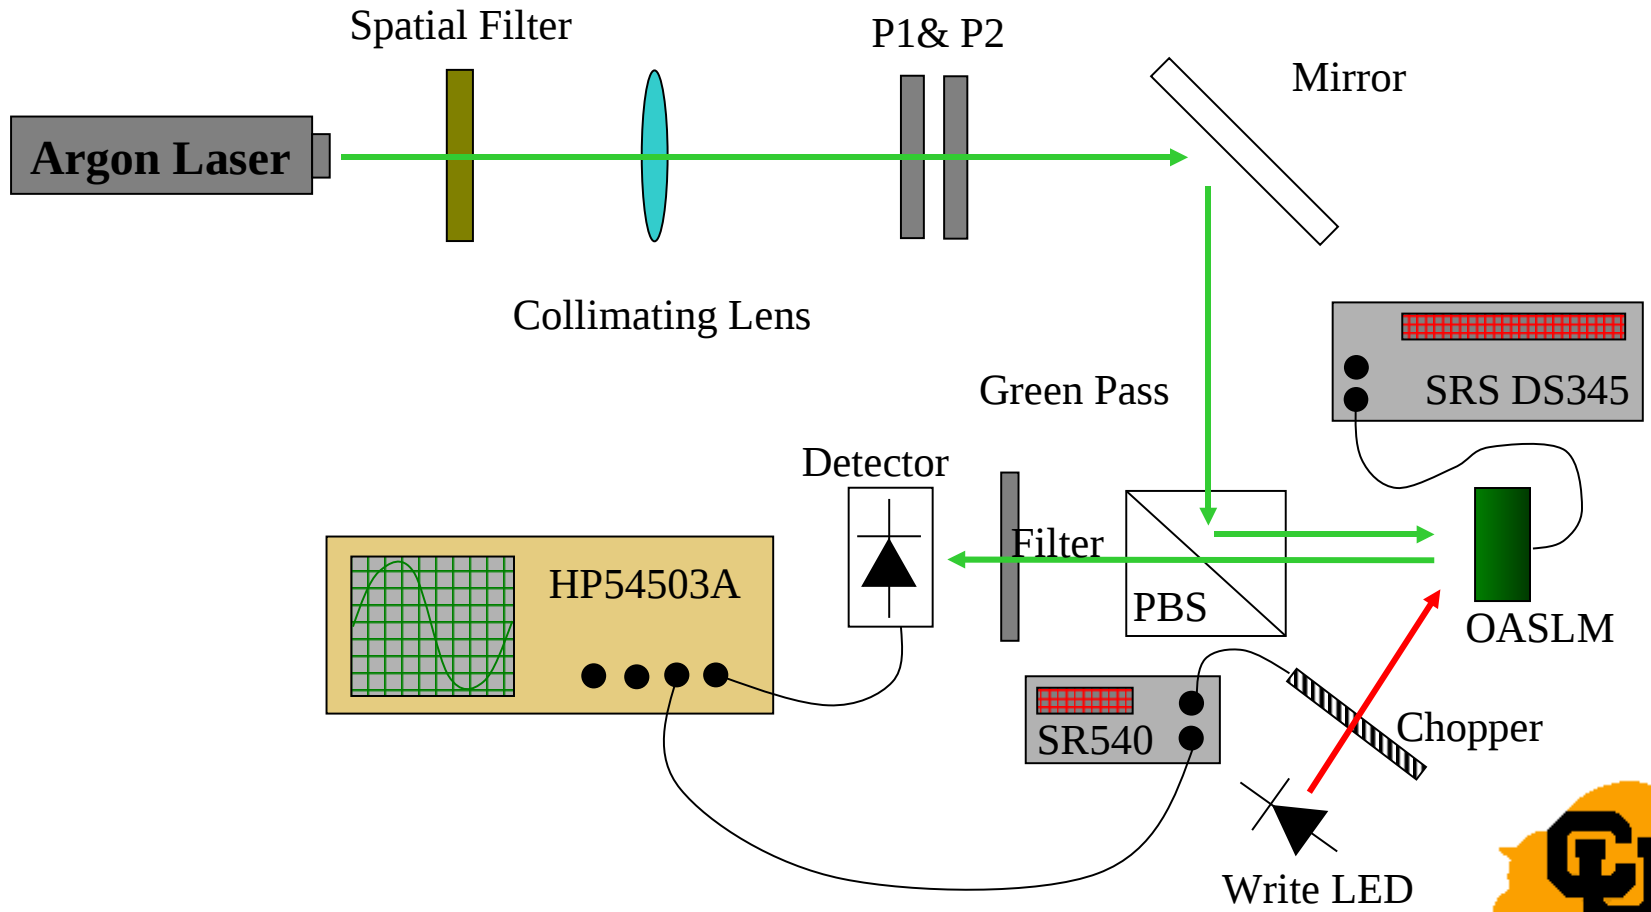 Spatial Filter
P1& P2
Mirror
Argon Laser
Collimating Lens
Green Pass
SRS DS345
Detector
Filter
HP54503A
PBS
OASLM
SR540
Chopper
Write LED
CU